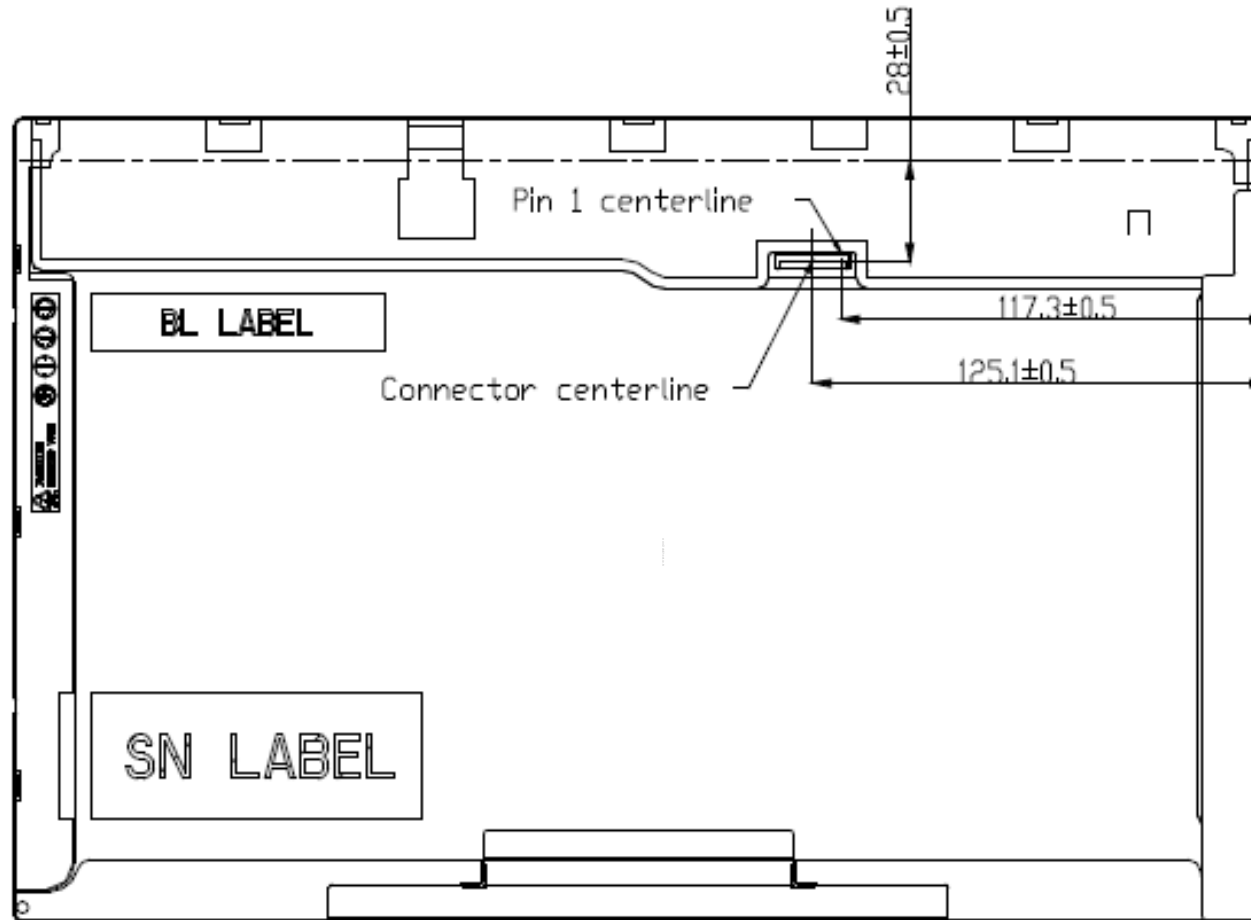 28±0.5
Pin 1 centerline
117.3±0.5
BL LABEL
125.1±0.5
Connector centerline
SN LABEL